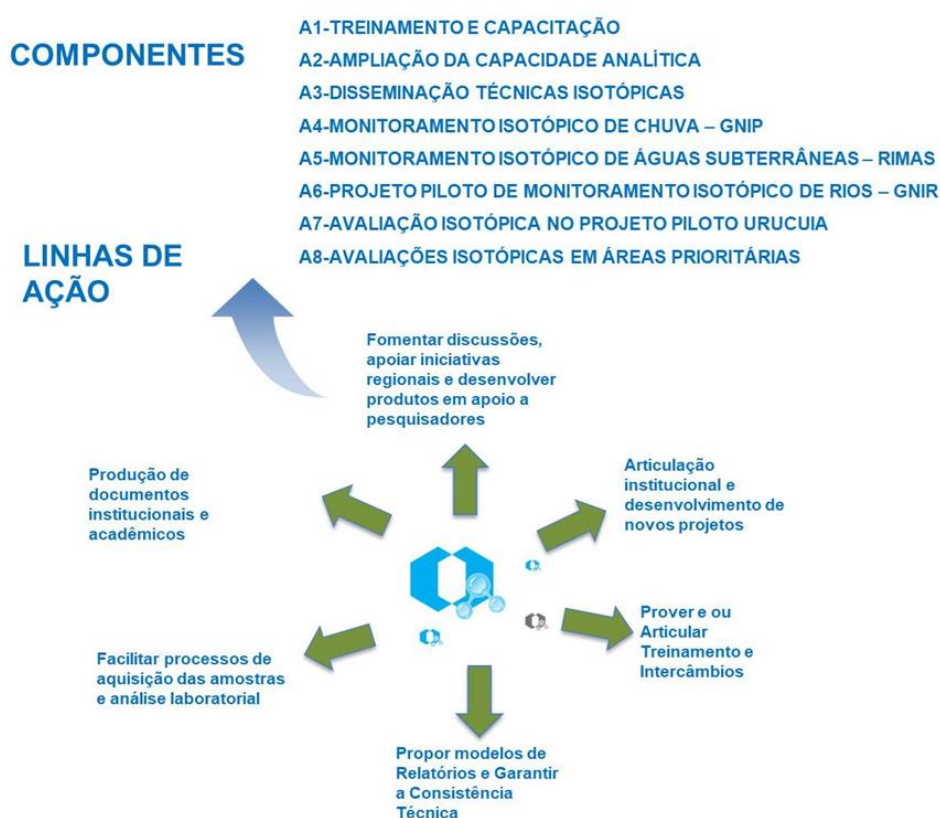 COMPONENTES
A1-TREINAMENTO E CAPACITAÇÃO
A2-AMPLIAÇÃO DA CAPACIDADE ANALÍTICA
A3-DISSEMINAÇÃO TÉCNICAS ISOTÓPICAS
A4-MONITORAMENTO ISOTÓPICO DE CHUVA – GNIP
A5-MONITORAMENTO ISOTÓPICO DE ÁGUAS SUBTERRÂNEAS – RIMAS
A6-PROJETO PILOTO DE MONITORAMENTO ISOTÓPICO DE RIOS – GNIR
A7-AVALIAÇÃO ISOTÓPICA NO PROJETO PILOTO URUCUIA
A8-AVALIAÇÕES ISOTÓPICAS EM ÁREAS PRIORITÁRIAS
LINHAS DE
AÇÃO
Fomentar discussões,
apoiar iniciativas
regionais e desenvolver
produtos em apoio a
pesquisadores
Produção de
documentos
institucionais e
acadêmicos
Articulação
institucional e
desenvolvimento de
novos projetos
Facilitar processos de
aquisição das amostras
e análise laboratorial
Prover e ou
Articular
Treinamento e
Intercâmbios
Propor modelos de
Relatórios e Garantir
a Consistência
Técnica